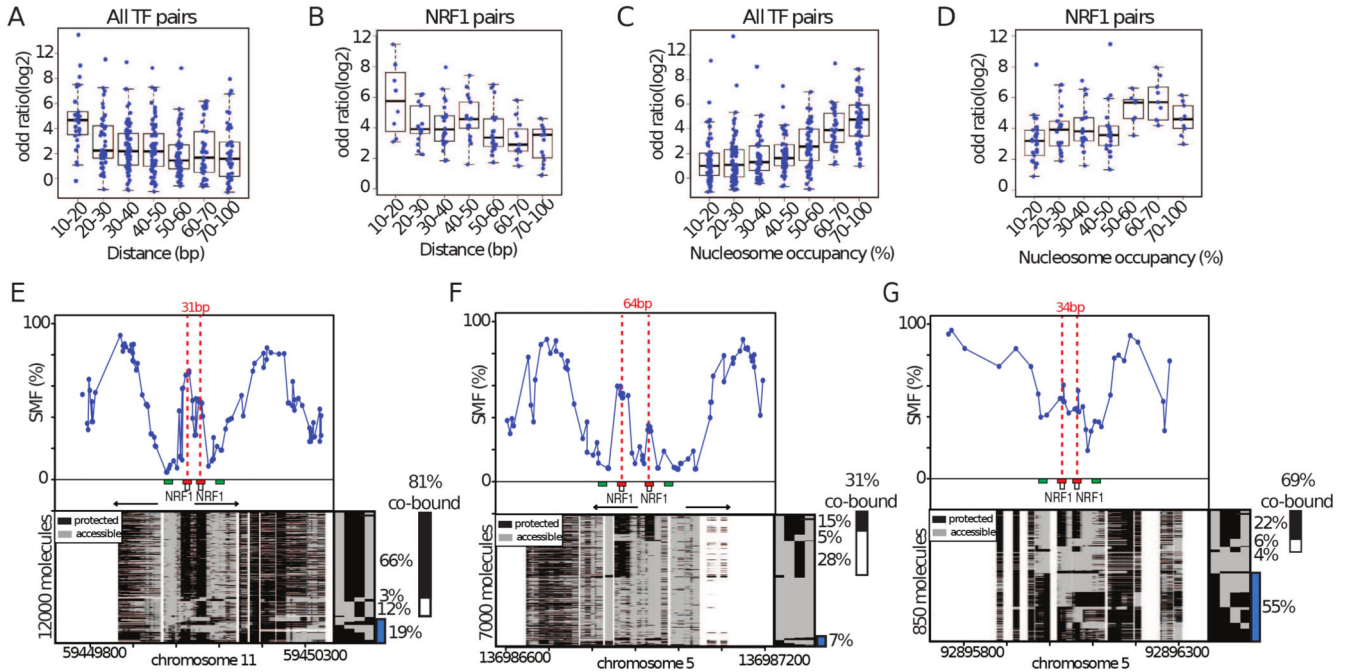 A
All TF pairs
odd ratio(log2)
12
10
8
6
4
2
0
10-20
20-30
30-40
40-50
50-60
60-70
70-100
Distance (bp)
B
NRF1 pairs
odd ratio(log2)
12
10
8
6
4
2
0
10-20
20-30
30-40
40-50
50-60
60-70
70-100
Distance (bp)
C
All TF pairs
odd ratio(log2)
12
10
8
6
4
2
0
10-20
20-30
30-40
40-50
50-60
60-70
70-100
Nucleosome occupancy (%)
D
NRF1 pairs
odd ratio(log2)
12
10
8
6
4
2
0
10-20
20-30
30-40
40-50
50-60
60-70
70-100
Nucleosome occupancy (%)
E
31bp
100
SMF (%)
0
NRF1 NRF1
81%
co-bound
protected
accessible
12000 molecules
66%
3%
12%
19%
59449800
chromosome 11
59450300
F
64bp
100
SMF (%)
0
NRF1 NRF1
31%
co-bound
protected
accessible
7000 molecules
15%
5%
28%
7%
136986600
chromosome 5
136987200
G
34bp
100
SMF (%)
0
NRF1 NRF1
69%
co-bound
protected
accessible
850 molecules
22%
6%
4%
55%
92895800
chromosome 5
92896300